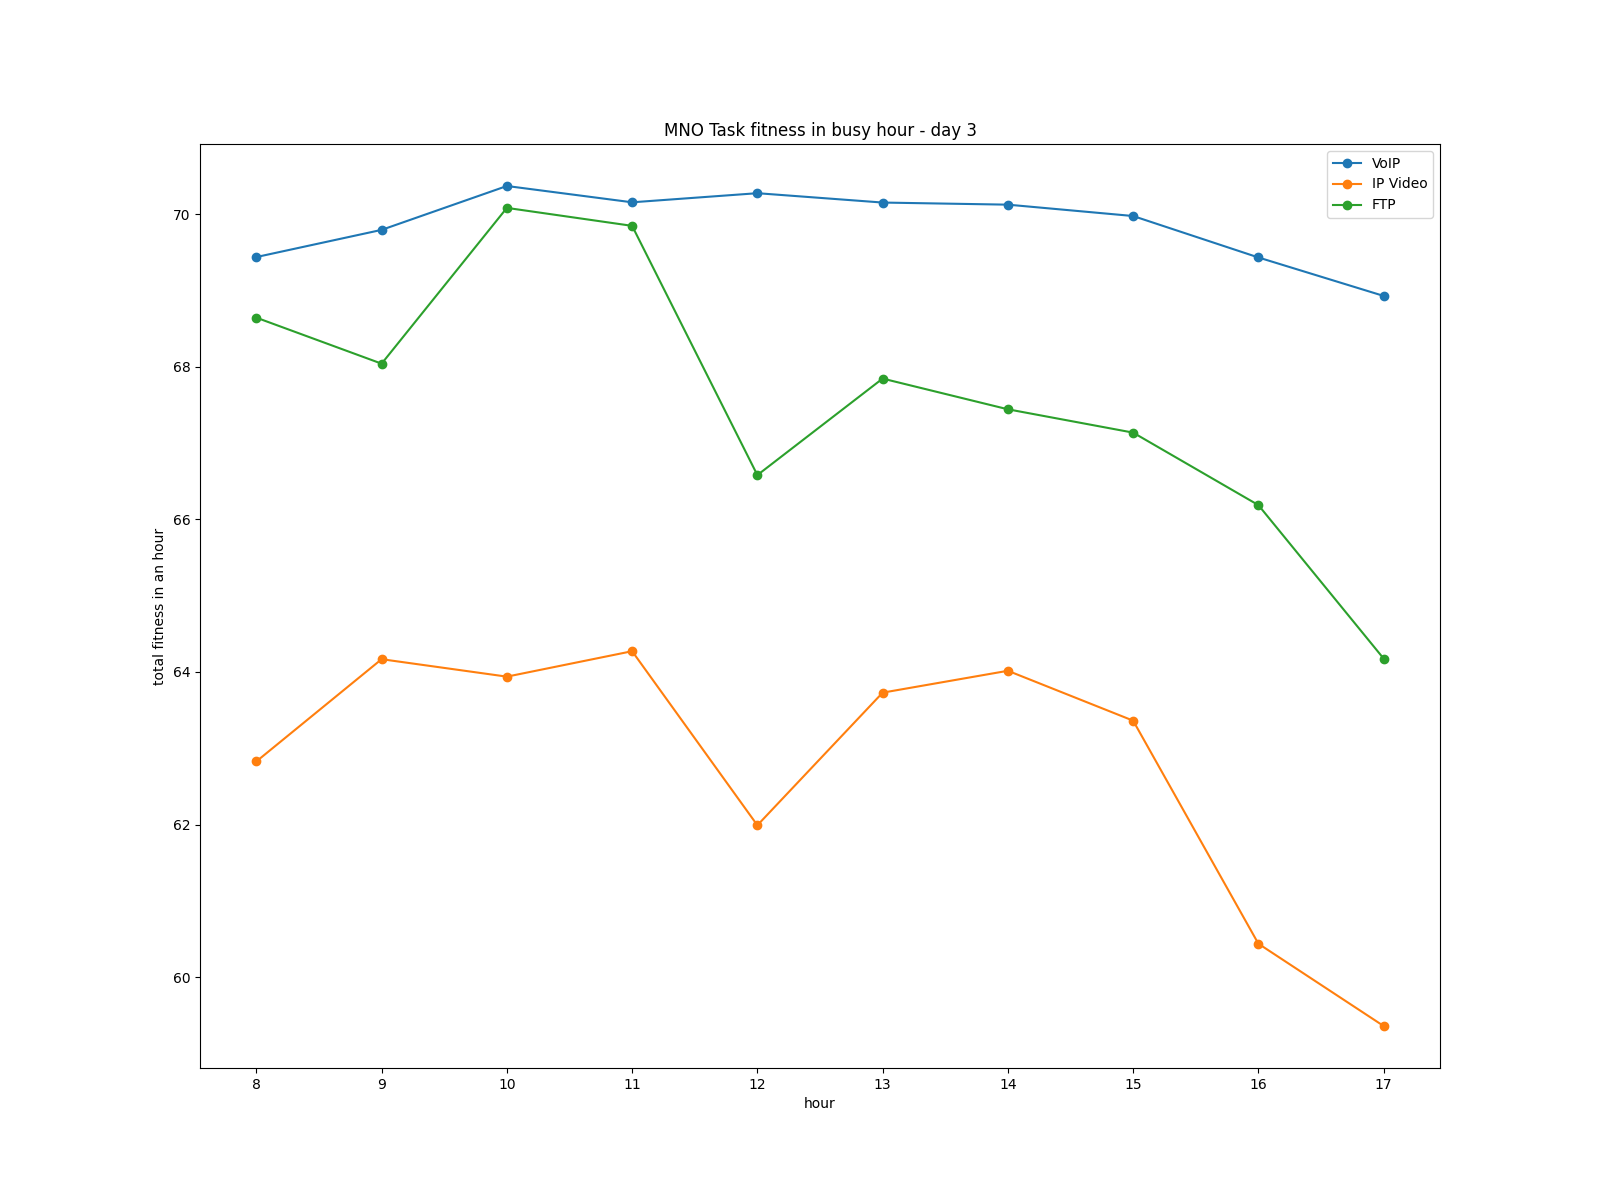 MNO Task fitness in busy hour - day 3
VoIP
IP Video
FTP
70
68
66
64
62
60
total fitness in an hour
8 9 10 11 12 13 14 15 16 17
hour